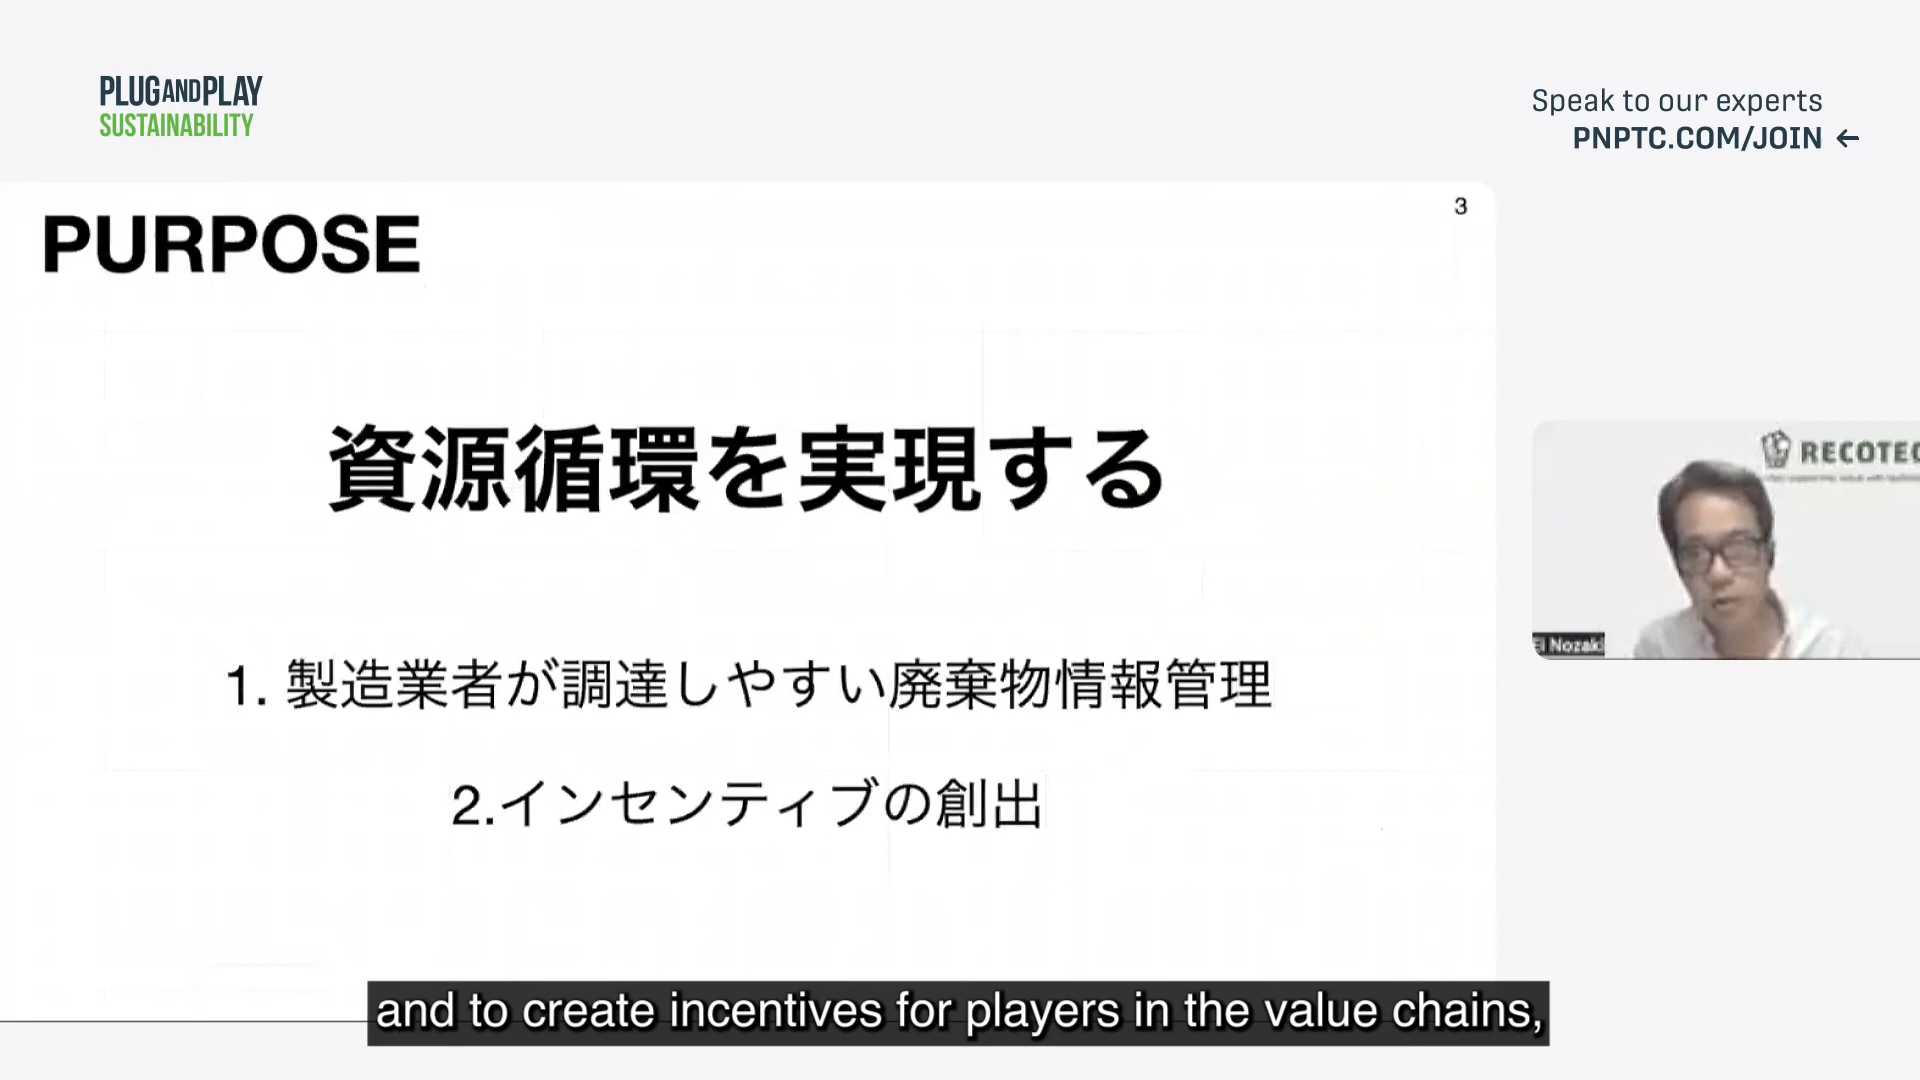 PLUGANDPLAY
SUSTAINABILITY
Speak to our experts
PNPTC.COM/JOIN ←
PURPOSE
3
資源循環を実現する
1. 製造業者が調達しやすい廃棄物情報管理
2.インセンティブの創出
RECOTEC
Ei Nozaki
and to create incentives for players in the value chains,